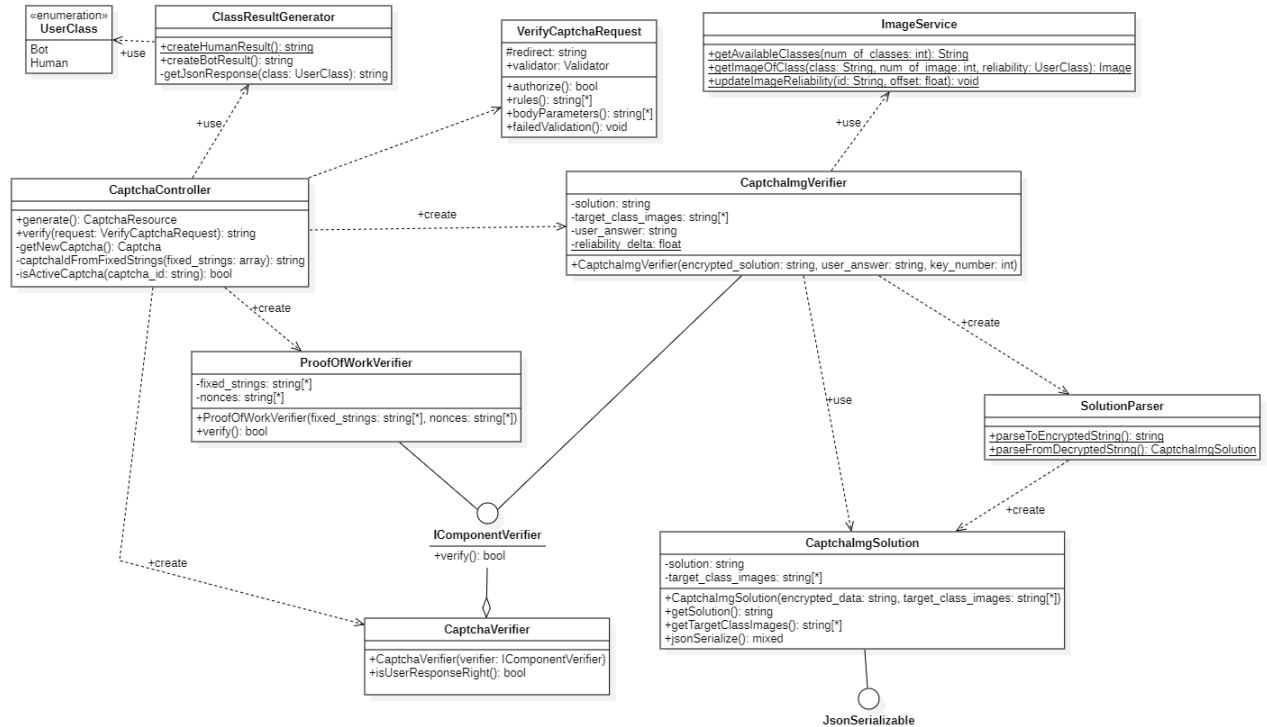 «enumeration»
UserClass
Bot
Human
+use
ClassResultGenerator
+createHumanResult(): string
+createBotResult(): string
-getJsonResponse(class: UserClass): string
VerifyCaptchaRequest
#redirect: string
+validator: Validator
+authorize(): bool
+rules(): string[*]
+bodyParameters(): string[*]
+failedValidation(): void
ImageService
+getAvailableClasses(num_of_classes: int): String
+getImageOfClass(class: String, num_of_image: int, reliability: UserClass): Image
+updateImageReliability(id: String, offset: float): void
+use
+use
CaptchaController
+generate(): CaptchaResource
+verify(request: VerifyCaptchaRequest): string
-getNewCaptcha(): Captcha
-captchaIdFromFixedStrings(fixed_strings: array): string
-isActiveCaptcha(captcha_id: string): bool
+create
CaptchaImgVerifier
-solution: string
-target_class_images: string[*]
-user_answer: string
-reliability_delta: float
+CaptchaImgVerifier(encrypted_solution: string, user_answer: string, key_number: int)
+create
+create
ProofOfWorkVerifier
-fixed_strings: string[*]
-nonces: string[*]
+ProofOfWorkVerifier(fixed_strings: string[*], nonces: string[*])
+verify(): bool
+use
SolutionParser
+parseToEncryptedString(): string
+parseFromDecryptedString(): CaptchaImgSolution
+create
IComponentVerifier
+verify(): bool
+create
CaptchaImgSolution
-solution: string
-target_class_images: string[*]
+CaptchaImgSolution(encrypted_data: string, target_class_images: string[*])
+getSolution(): string
+getTargetClassImages(): string[*]
+jsonSerialize(): mixed
CaptchaVerifier
+CaptchaVerifier(verifier: IComponentVerifier)
+isUserResponseRight(): bool
JsonSerializable